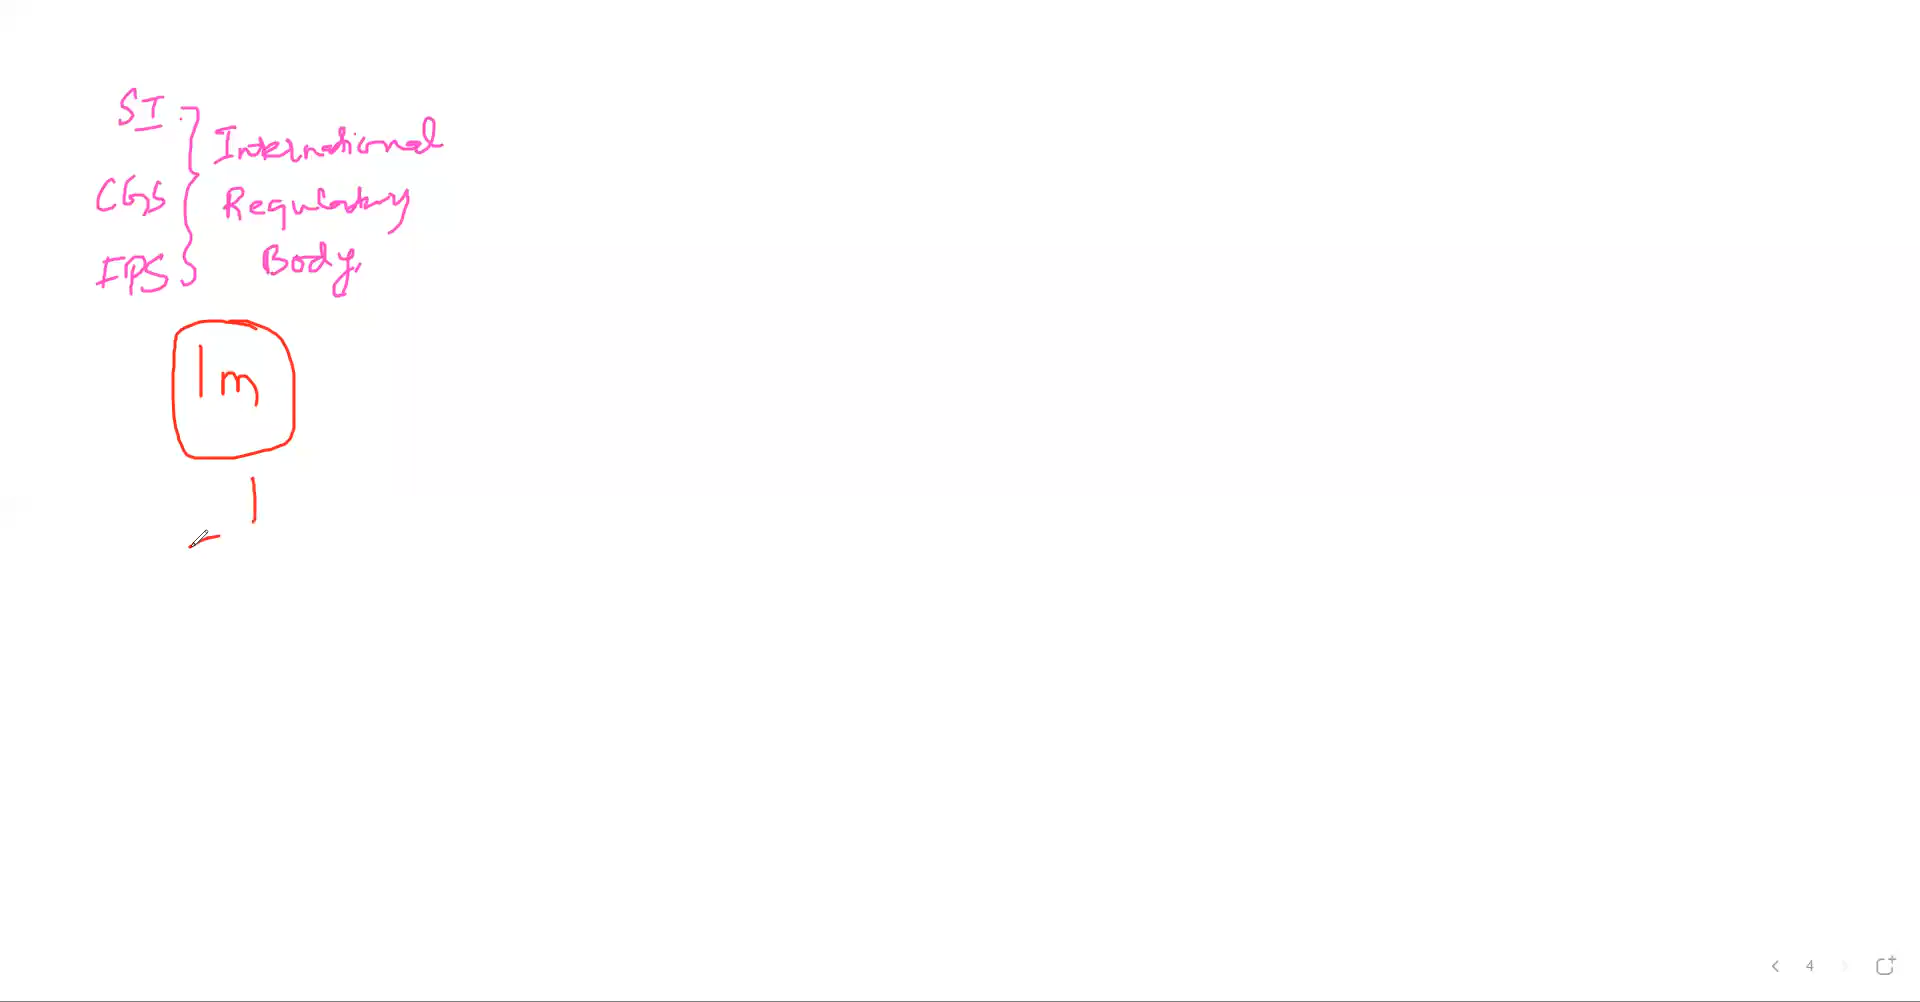 SI
International
CGS
Regulatory
FPS
Body,
1m
1
4